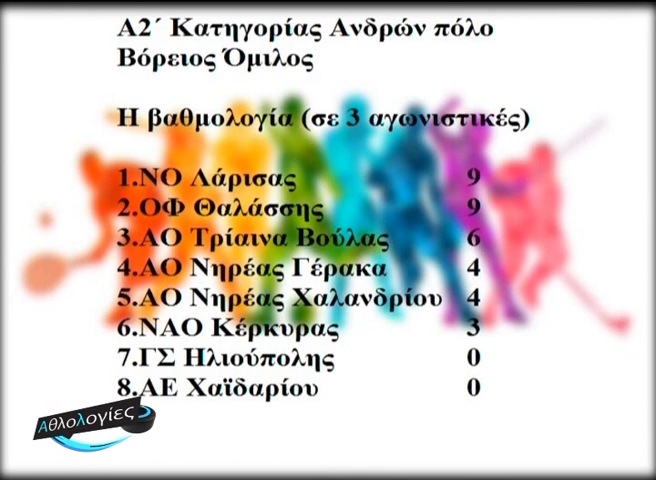 Α2΄ Κατηγορίας Ανδρών πόλο
Βόρειος Όμιλος
Η βαθμολογία (σε 3 αγωνιστικές)
1.ΝΟ Λάρισας 9
2.ΟΦ Θαλάσσης 9
3.ΑΟ Τρίαινα Βούλας 6
4.ΑΟ Νηρέας Γέρακα 4
5.ΑΟ Νηρέας Χαλανδρίου 4
6.ΝΑΟ Κέρκυρας 3
7.ΓΣ Ηλιούπολης 0
8.ΑΕ Χαϊδαρίου 0
Αθλολογίες